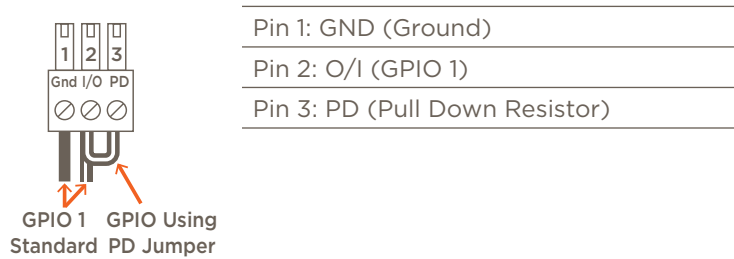 1 2 3
Gnd I/O PD
GPIO 1 GPIO Using
Standard PD Jumper
Pin 1: GND (Ground)
Pin 2: O/I (GPIO 1)
Pin 3: PD (Pull Down Resistor)